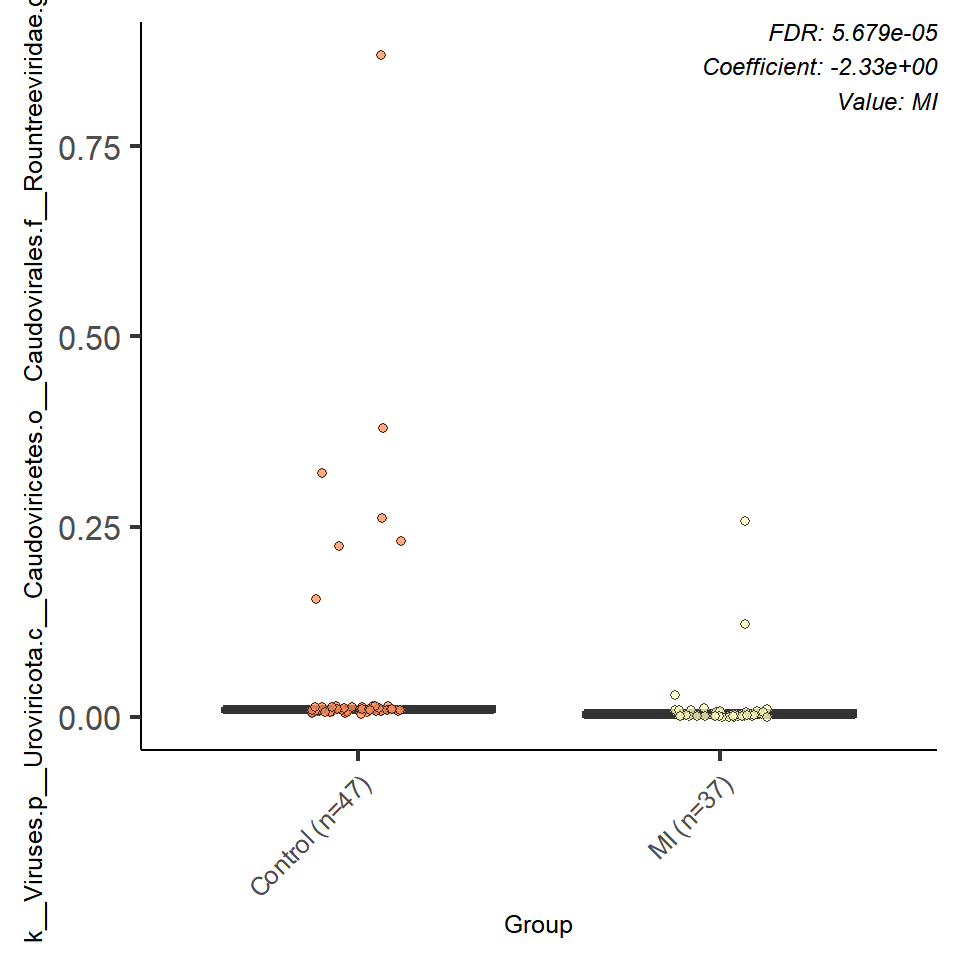 FDR: 5.679e-05
Coefficient: -2.33e+00
Value: MI
k__Viruses.p__Uroviricota.c__Caudoviricetes.o__Caudovirales.f__Rountreeviridae.g
0.75
0.50
0.25
0.00
Control (n=47)
MI (n=37)
Group